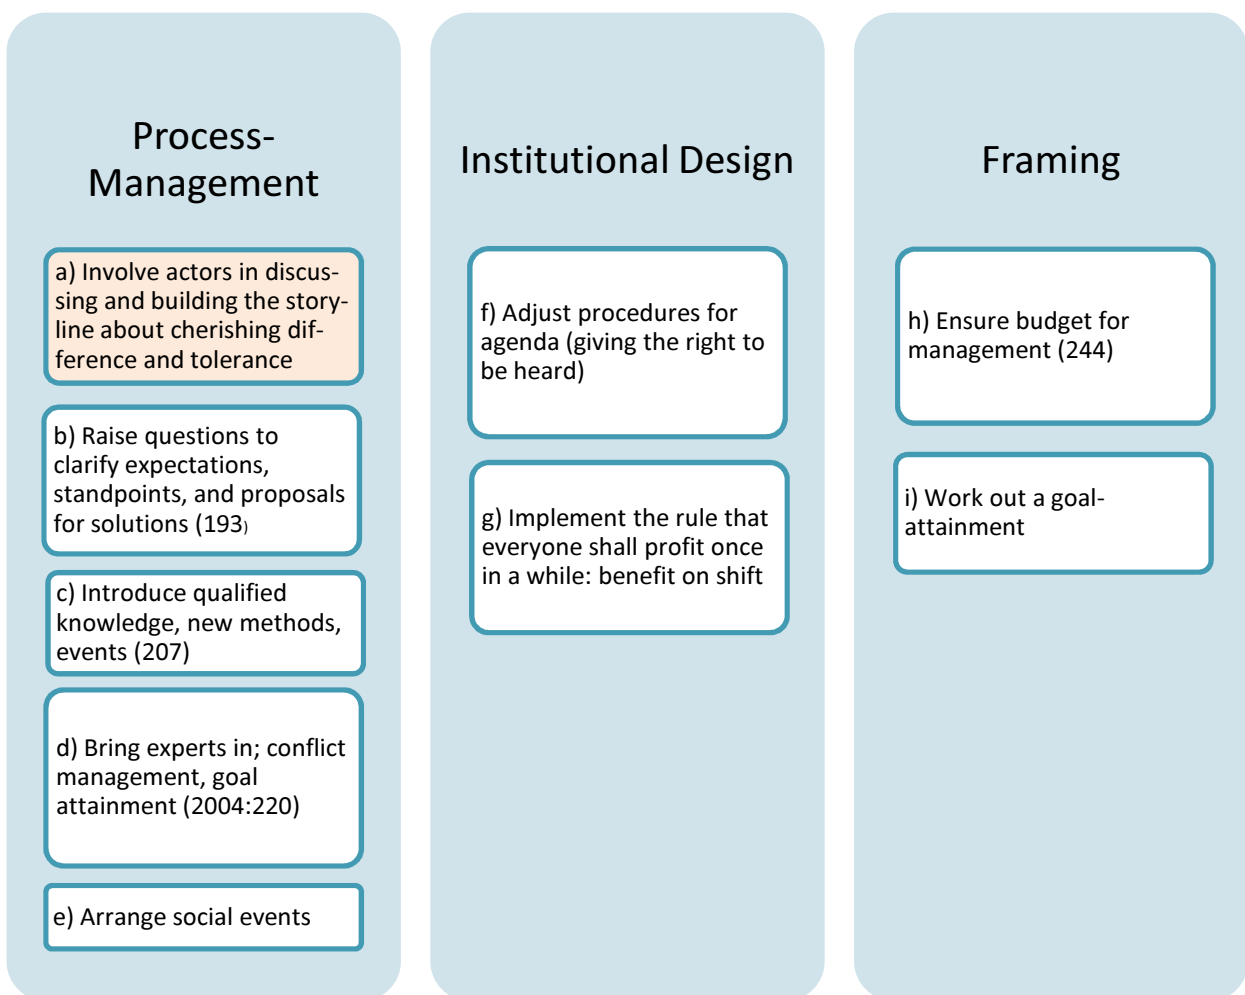 Process-
Management
a) Involve actors in discus-
sing and building the story-
line about cherishing dif-
ference and tolerance
b) Raise questions to
clarify expectations,
standpoints, and proposals
for solutions (193)
c) Introduce qualified
knowledge, new methods,
events (207)
d) Bring experts in; conflict
management, goal
attainment (2004:220)
e) Arrange social events
Institutional Design
f) Adjust procedures for
agenda (giving the right to
be heard)
g) Implement the rule that
everyone shall profit once
in a while: benefit on shift
Framing
h) Ensure budget for
management (244)
i) Work out a goal-
attainment